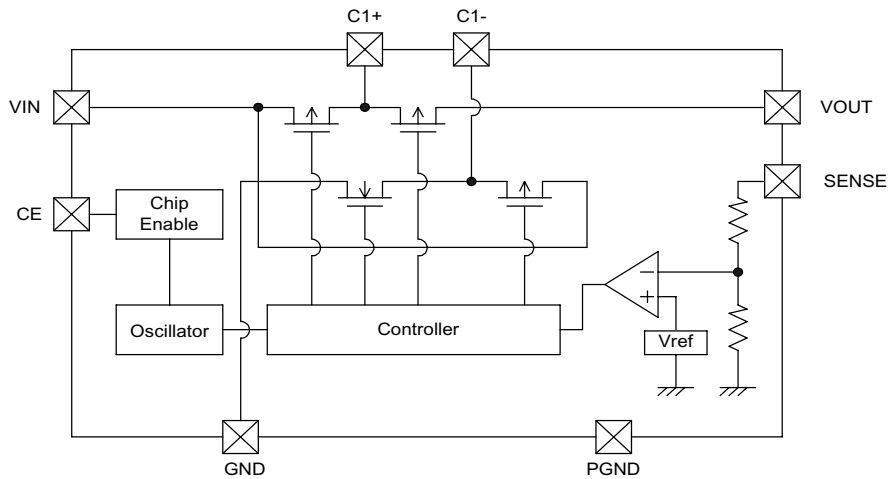 C1+
C1-
VIN
VOUT
SENSE
CE
Chip
Enable
Oscillator
Controller
−
+
Vref
GND
PGND